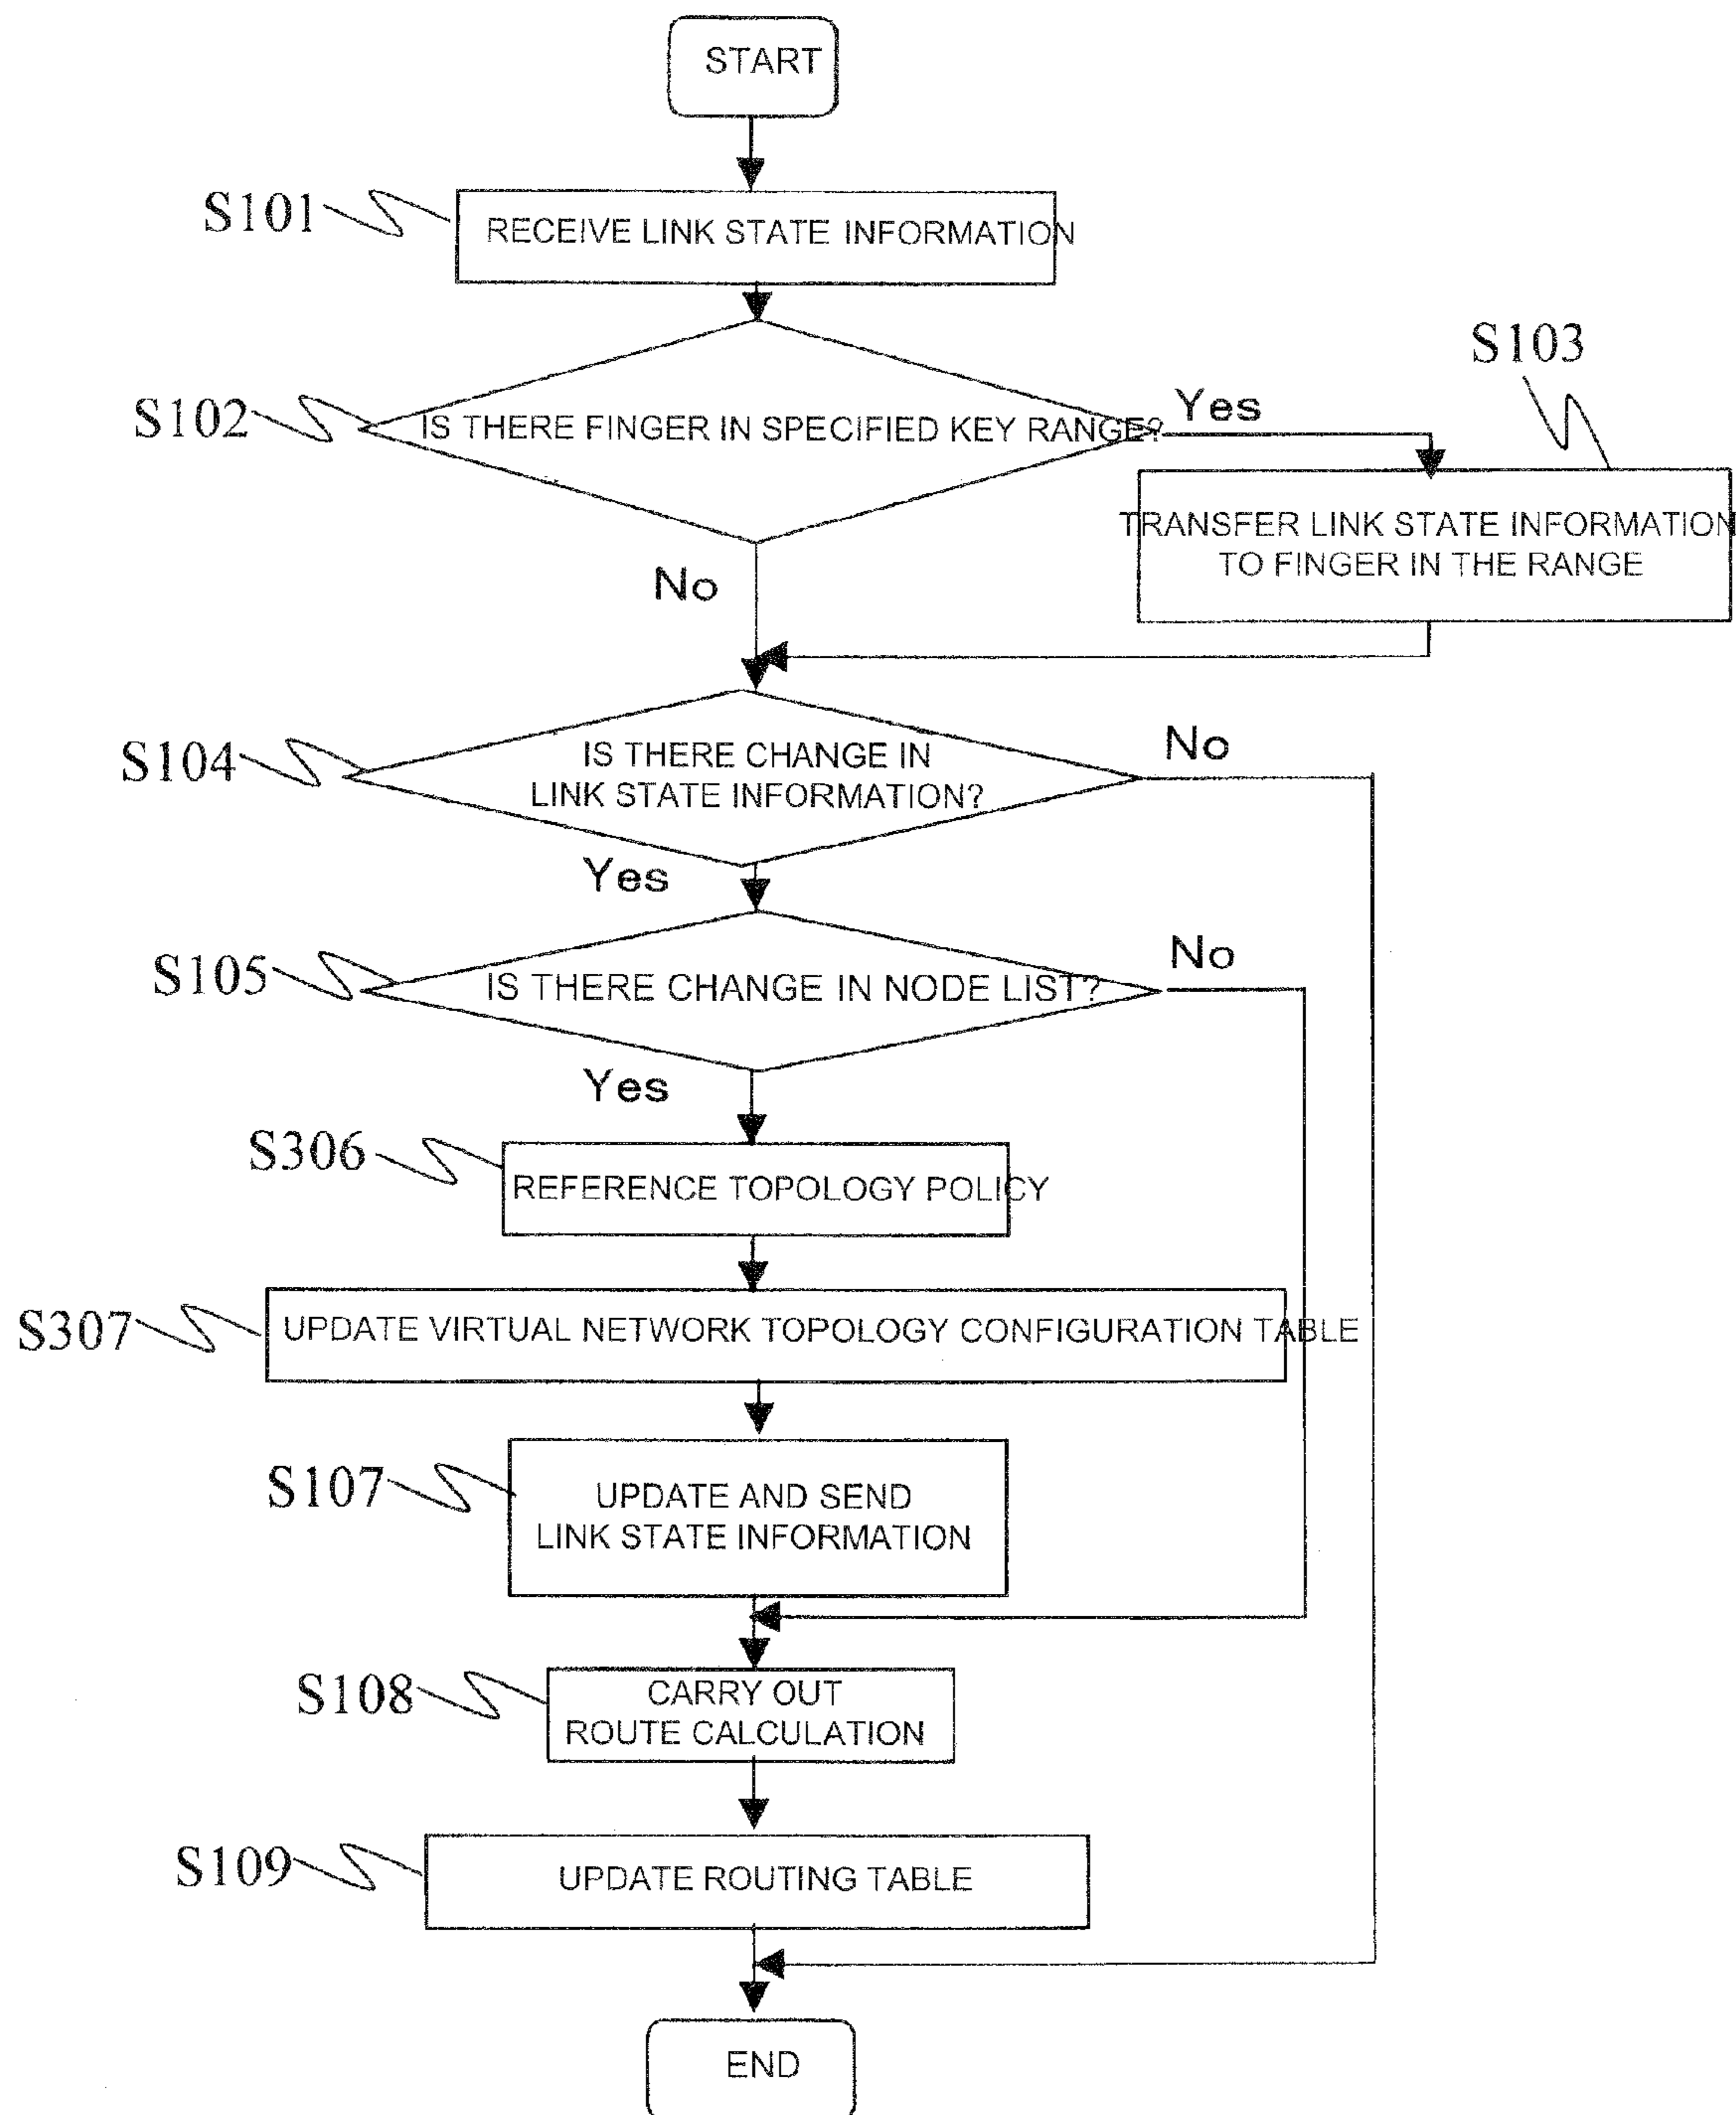 START
S101
RECEIVE LINK STATE INFORMATION
S103
S102
IS THERE FINGER IN SPECIFIED KEY RANGE?
Yes
TRANSFER LINK STATE INFORMATION
TO FINGER IN THE RANGE
No
S104
IS THERE CHANGE IN
LINK STATE INFORMATION?
No
Yes
S105
IS THERE CHANGE IN NODE LIST?
No
Yes
S306
REFERENCE TOPOLOGY POLICY
S307
UPDATE VIRTUAL NETWORK TOPOLOGY CONFIGURATION TABLE
S107
UPDATE AND SEND
LINK STATE INFORMATION
S108
CARRY OUT
ROUTE CALCULATION
S109
UPDATE ROUTING TABLE
END